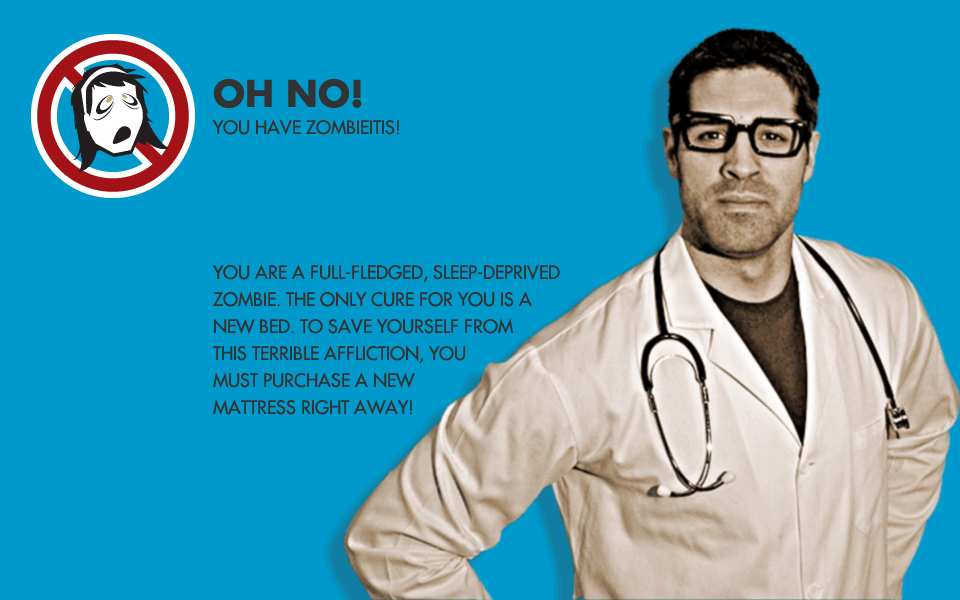 OH NO!
YOU HAVE ZOMBIEITIS!
YOU ARE A FULL-FLEDGED, SLEEP-DEPRIVED
ZOMBIE. THE ONLY CURE FOR YOU IS A
NEW BED. TO SAVE YOURSELF FROM
THIS TERRIBLE AFFLICTION, YOU
MUST PURCHASE A NEW
MATTRESS RIGHT AWAY!